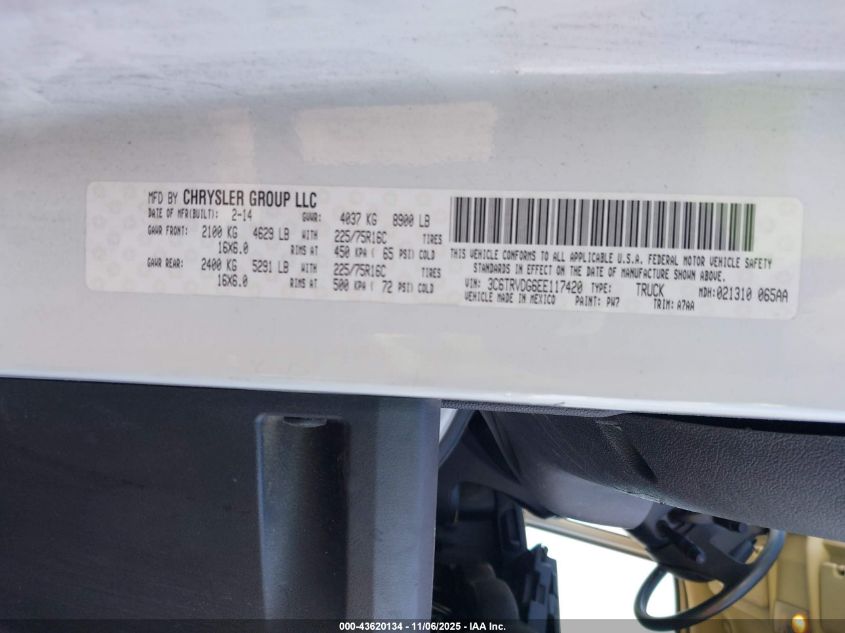 MFD BY CHRYSLER GROUP LLC
DATE OF MFR(BUILT): 2-14 GVWR: 4037 KG 8900 LB
GAWR FRONT: 2100 KG 4629 LB WITH 225/75R16C TIRES
16X6.0 RIMS AT 450 KPA ( 65 PSI) COLD
GAWR REAR: 2400 KG 5291 LB WITH 225/75R16C TIRES
16X6.0 RIMS AT 500 KPA ( 72 PSI) COLD
THIS VEHICLE CONFORMS TO ALL APPLICABLE U.S.A. FEDERAL MOTOR VEHICLE SAFETY
STANDARDS IN EFFECT ON THE DATE OF MANUFACTURE SHOWN ABOVE.
VIN: 3C6TRVDG6EE117420 TYPE: TRUCK MDH:021310 065AA
VEHICLE MADE IN MEXICO PAINT: PW7 TRIM: A7AA
000-43620134 - 11/06/2025 - IAA Inc.